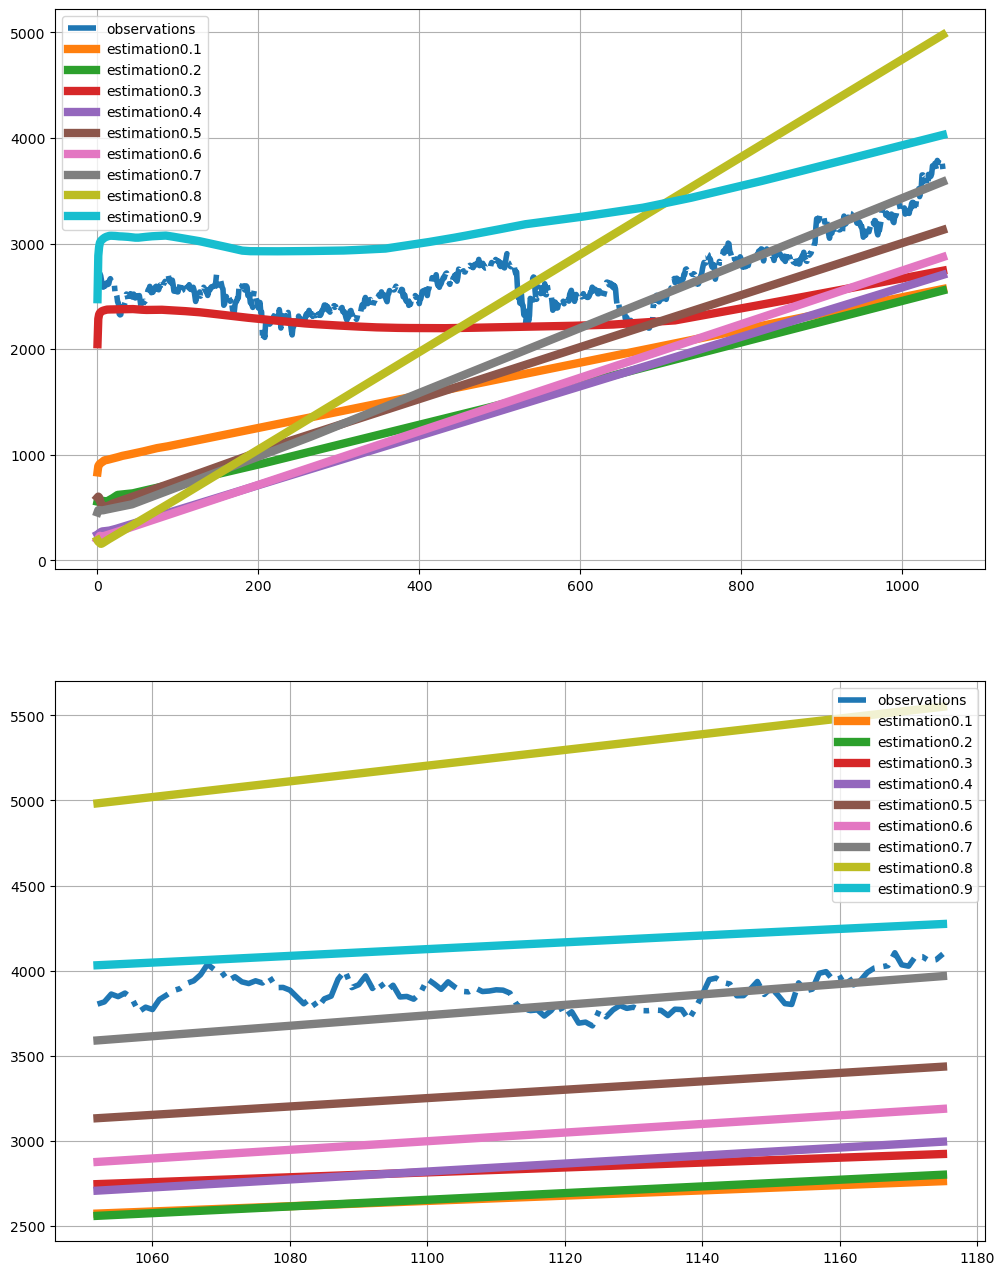 5000
4000
3000
2000
1000
0
observations
estimation0.1
estimation0.2
estimation0.3
estimation0.4
estimation0.5
estimation0.6
estimation0.7
estimation0.8
estimation0.9
0 200 400 600 800 1000
5500
5000
4500
4000
3500
3000
2500
observations
estimation0.1
estimation0.2
estimation0.3
estimation0.4
estimation0.5
estimation0.6
estimation0.7
estimation0.8
estimation0.9
1060 1080 1100 1120 1140 1160 1180